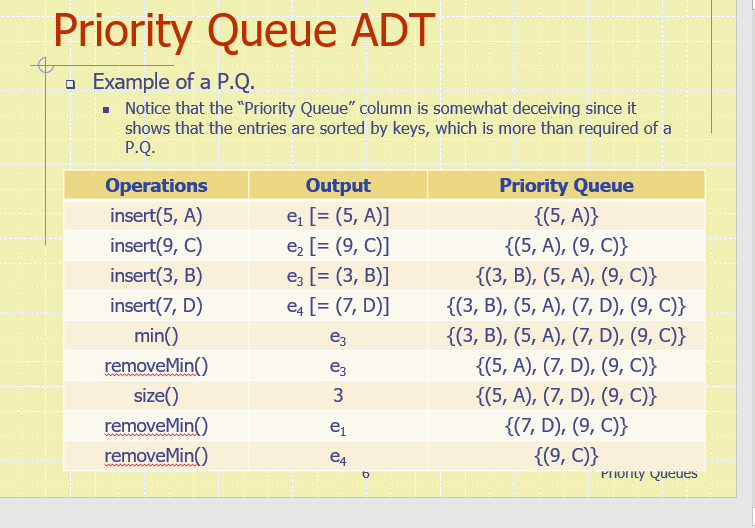 Priority Queue ADT
Example of a P.Q.
Notice that the “Priority Queue” column is somewhat deceiving since it
shows that the entries are sorted by keys, which is more than required of a
P.Q.
Operations Output Priority Queue
insert(5, A) e₁ [= (5, A)] {(5, A)}
insert(9, C) e₂ [= (9, C)] {(5, A), (9, C)}
insert(3, B) e₃ [= (3, B)] {(3, B), (5, A), (9, C)}
insert(7, D) e₄ [= (7, D)] {(3, B), (5, A), (7, D), (9, C)}
min() e₃ {(3, B), (5, A), (7, D), (9, C)}
removeMin() e₃ {(5, A), (7, D), (9, C)}
size() 3 {(5, A), (7, D), (9, C)}
removeMin() e₁ {(7, D), (9, C)}
removeMin() e₄ {(9, C)}
6 Priority Queues